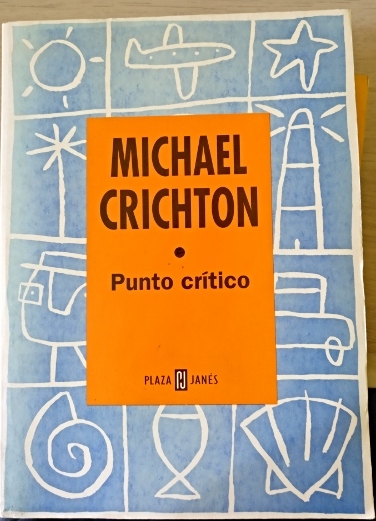 MICHAEL
CRICHTON
Punto crítico
PLAZA JANÉS